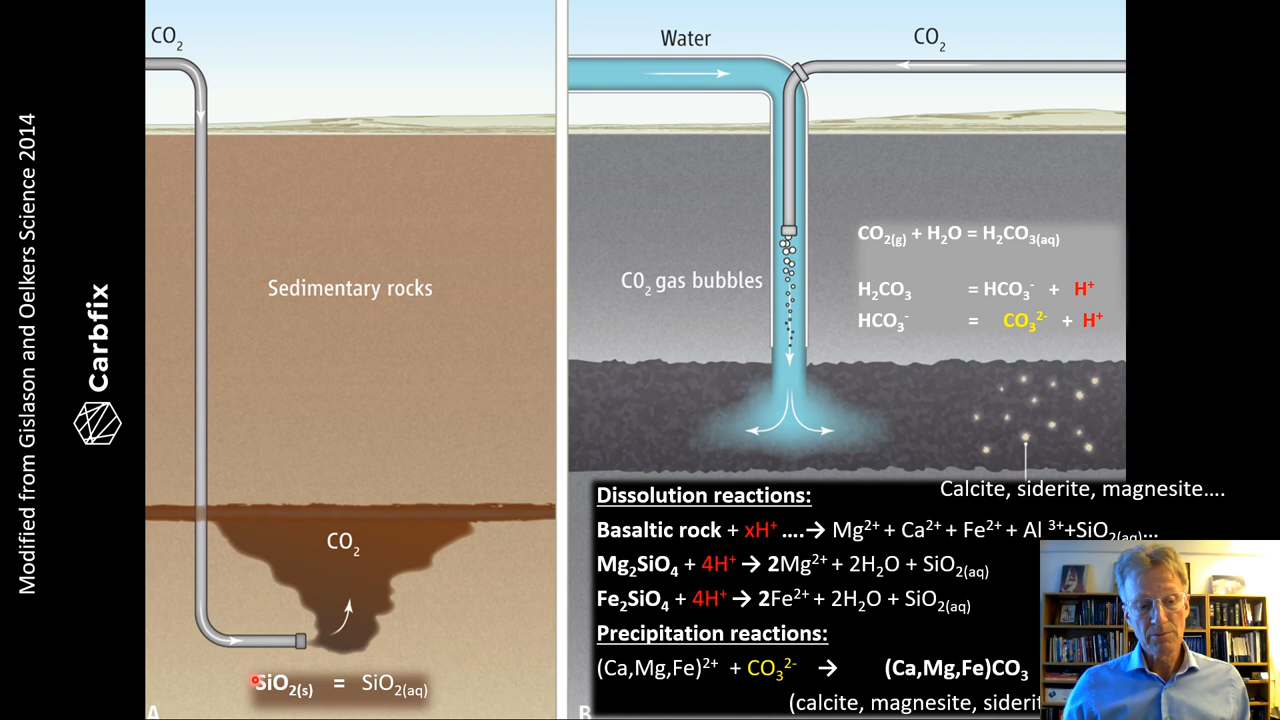 Modified from Gislason and Oelkers Science 2014
Carbfix
CO₂
Sedimentary rocks
CO₂
SiO₂₍ₛ₎ = SiO₂₍ₐq₎
A
Water
CO₂
CO₂ gas bubbles
CO₂₍g₎ + H₂O = H₂CO₃₍ₐq₎
H₂CO₃ = HCO₃⁻ + H⁺
HCO₃⁻ = CO₃²⁻ + H⁺
Calcite, siderite, magnesite....
B
Dissolution reactions:
Basaltic rock + xH⁺ ....→ Mg²⁺ + Ca²⁺ + Fe²⁺ + Al ³⁺+SiO₂₍ₐq₎...
Mg₂SiO₄ + 4H⁺ → 2Mg²⁺ + 2H₂O + SiO₂₍ₐq₎
Fe₂SiO₄ + 4H⁺ → 2Fe²⁺ + 2H₂O + SiO₂₍ₐq₎
Precipitation reactions:
(Ca,Mg,Fe)²⁺ + CO₃²⁻ → (Ca,Mg,Fe)CO₃
(calcite, magnesite, siderit